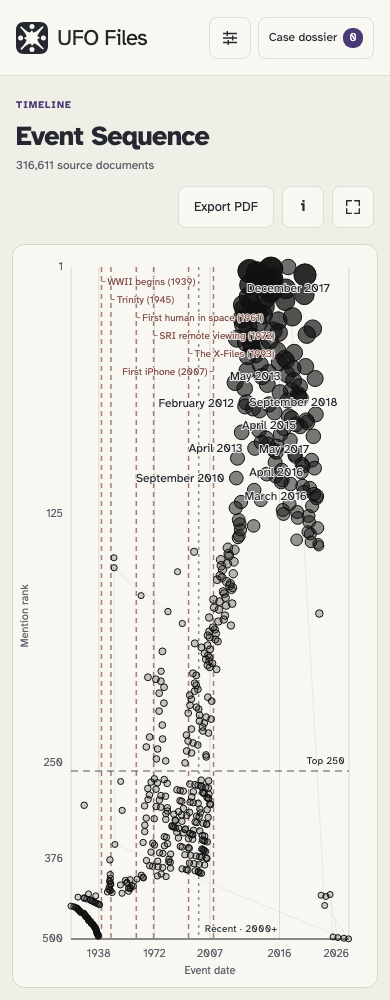 UFO Files
Case dossier 0
TIMELINE
Event Sequence
316,611 source documents
Export PDF
i
1
WWII begins (1939)
December 2017
Trinity (1945)
First human in space (1961)
SRI remote viewing (1972)
The X-Files (1993)
First iPhone (2007)
May 2013
February 2012
September 2018
April 2015
April 2013
May 2017
April 2016
September 2010
March 2016
125
Mention rank
250
Top 250
376
Recent · 2000+
500
1938 1972 2007 2016 2026
Event date